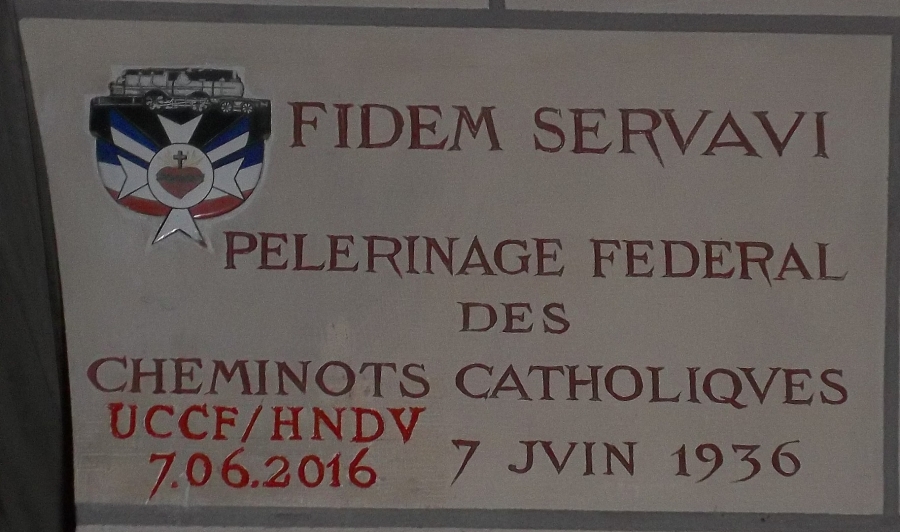 FIDEM SERVAVI
PELERINAGE FEDERAL
DES
CHEMINOTS CATHOLIQVES
UCCF/HNDV
7.06.2016
7 JVIN 1936